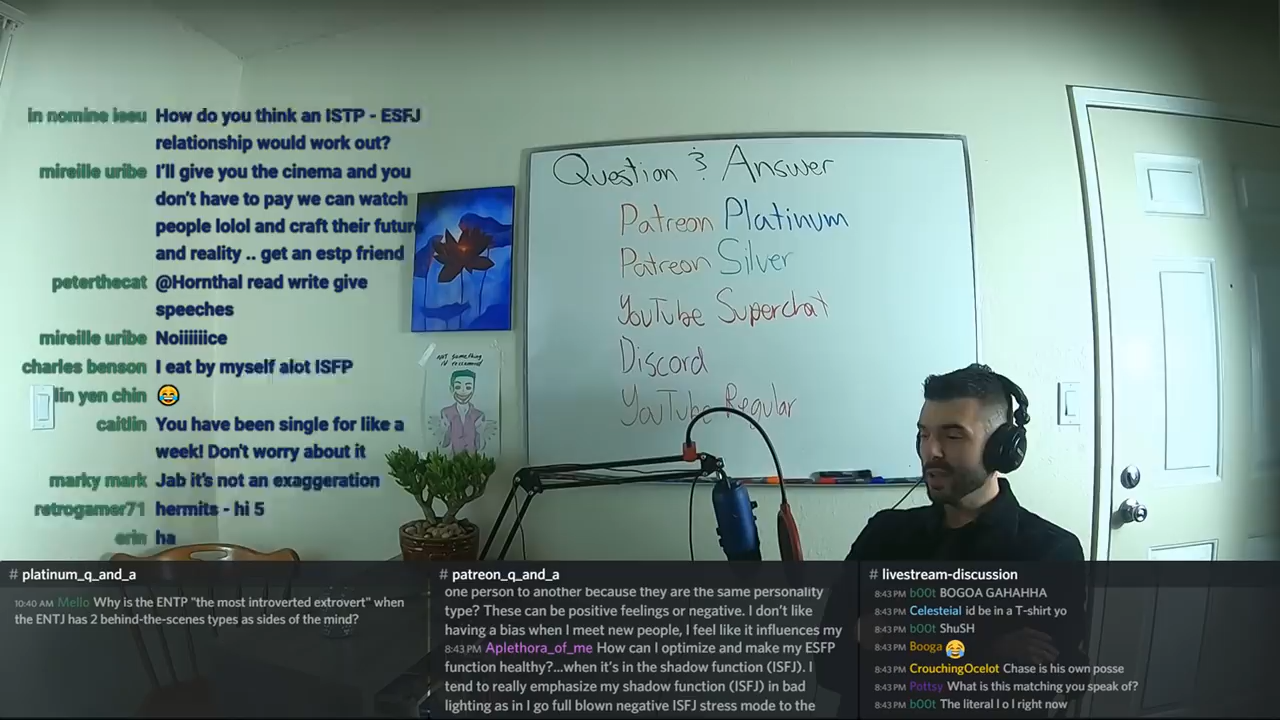 in nomine iesu How do you think an ISTP - ESFJ
relationship would work out?
mireille uribe I'll give you the cinema and you
don't have to pay we can watch
people lolol and craft their future
and reality .. get an estp friend
peterthecat @Hornthal read write give
speeches
mireille uribe Noiiiiiice
charles benson I eat by myself alot ISFP
lin yen chin 😂
caitlin You have been single for like a
week! Don't worry about it
marky mark Jab it's not an exaggeration
retrogamer71 hermits - hi 5
erin ha
Question & Answer
Patreon Platinum
Patreon Silver
YouTube Superchat
Discord
YouTube Regular
# platinum_q_and_a
10:40 AM Mello Why is the ENTP "the most introverted extrovert" when
the ENTJ has 2 behind-the-scenes types as sides of the mind?
# patreon_q_and_a
one person to another because they are the same personality
type? These can be positive feelings or negative. I don't like
having a bias when I meet new people, I feel like it influences my
8:43 PM Aplethora_of_me How can I optimize and make my ESFP
function healthy?...when it's in the shadow function (ISFJ). I
tend to really emphasize my shadow function (ISFJ) in bad
lighting as in I go full blown negative ISFJ stress mode to the
# livestream-discussion
8:43 PM b00t BOGOA GAHAHHA
8:43 PM Celesteial id be in a T-shirt yo
8:43 PM b00t ShuSH
8:43 PM Booga 😂
8:43 PM CrouchingOcelot Chase is his own posse
8:43 PM Pottsy What is this matching you speak of?
8:43 PM b00t The literal l o l right now